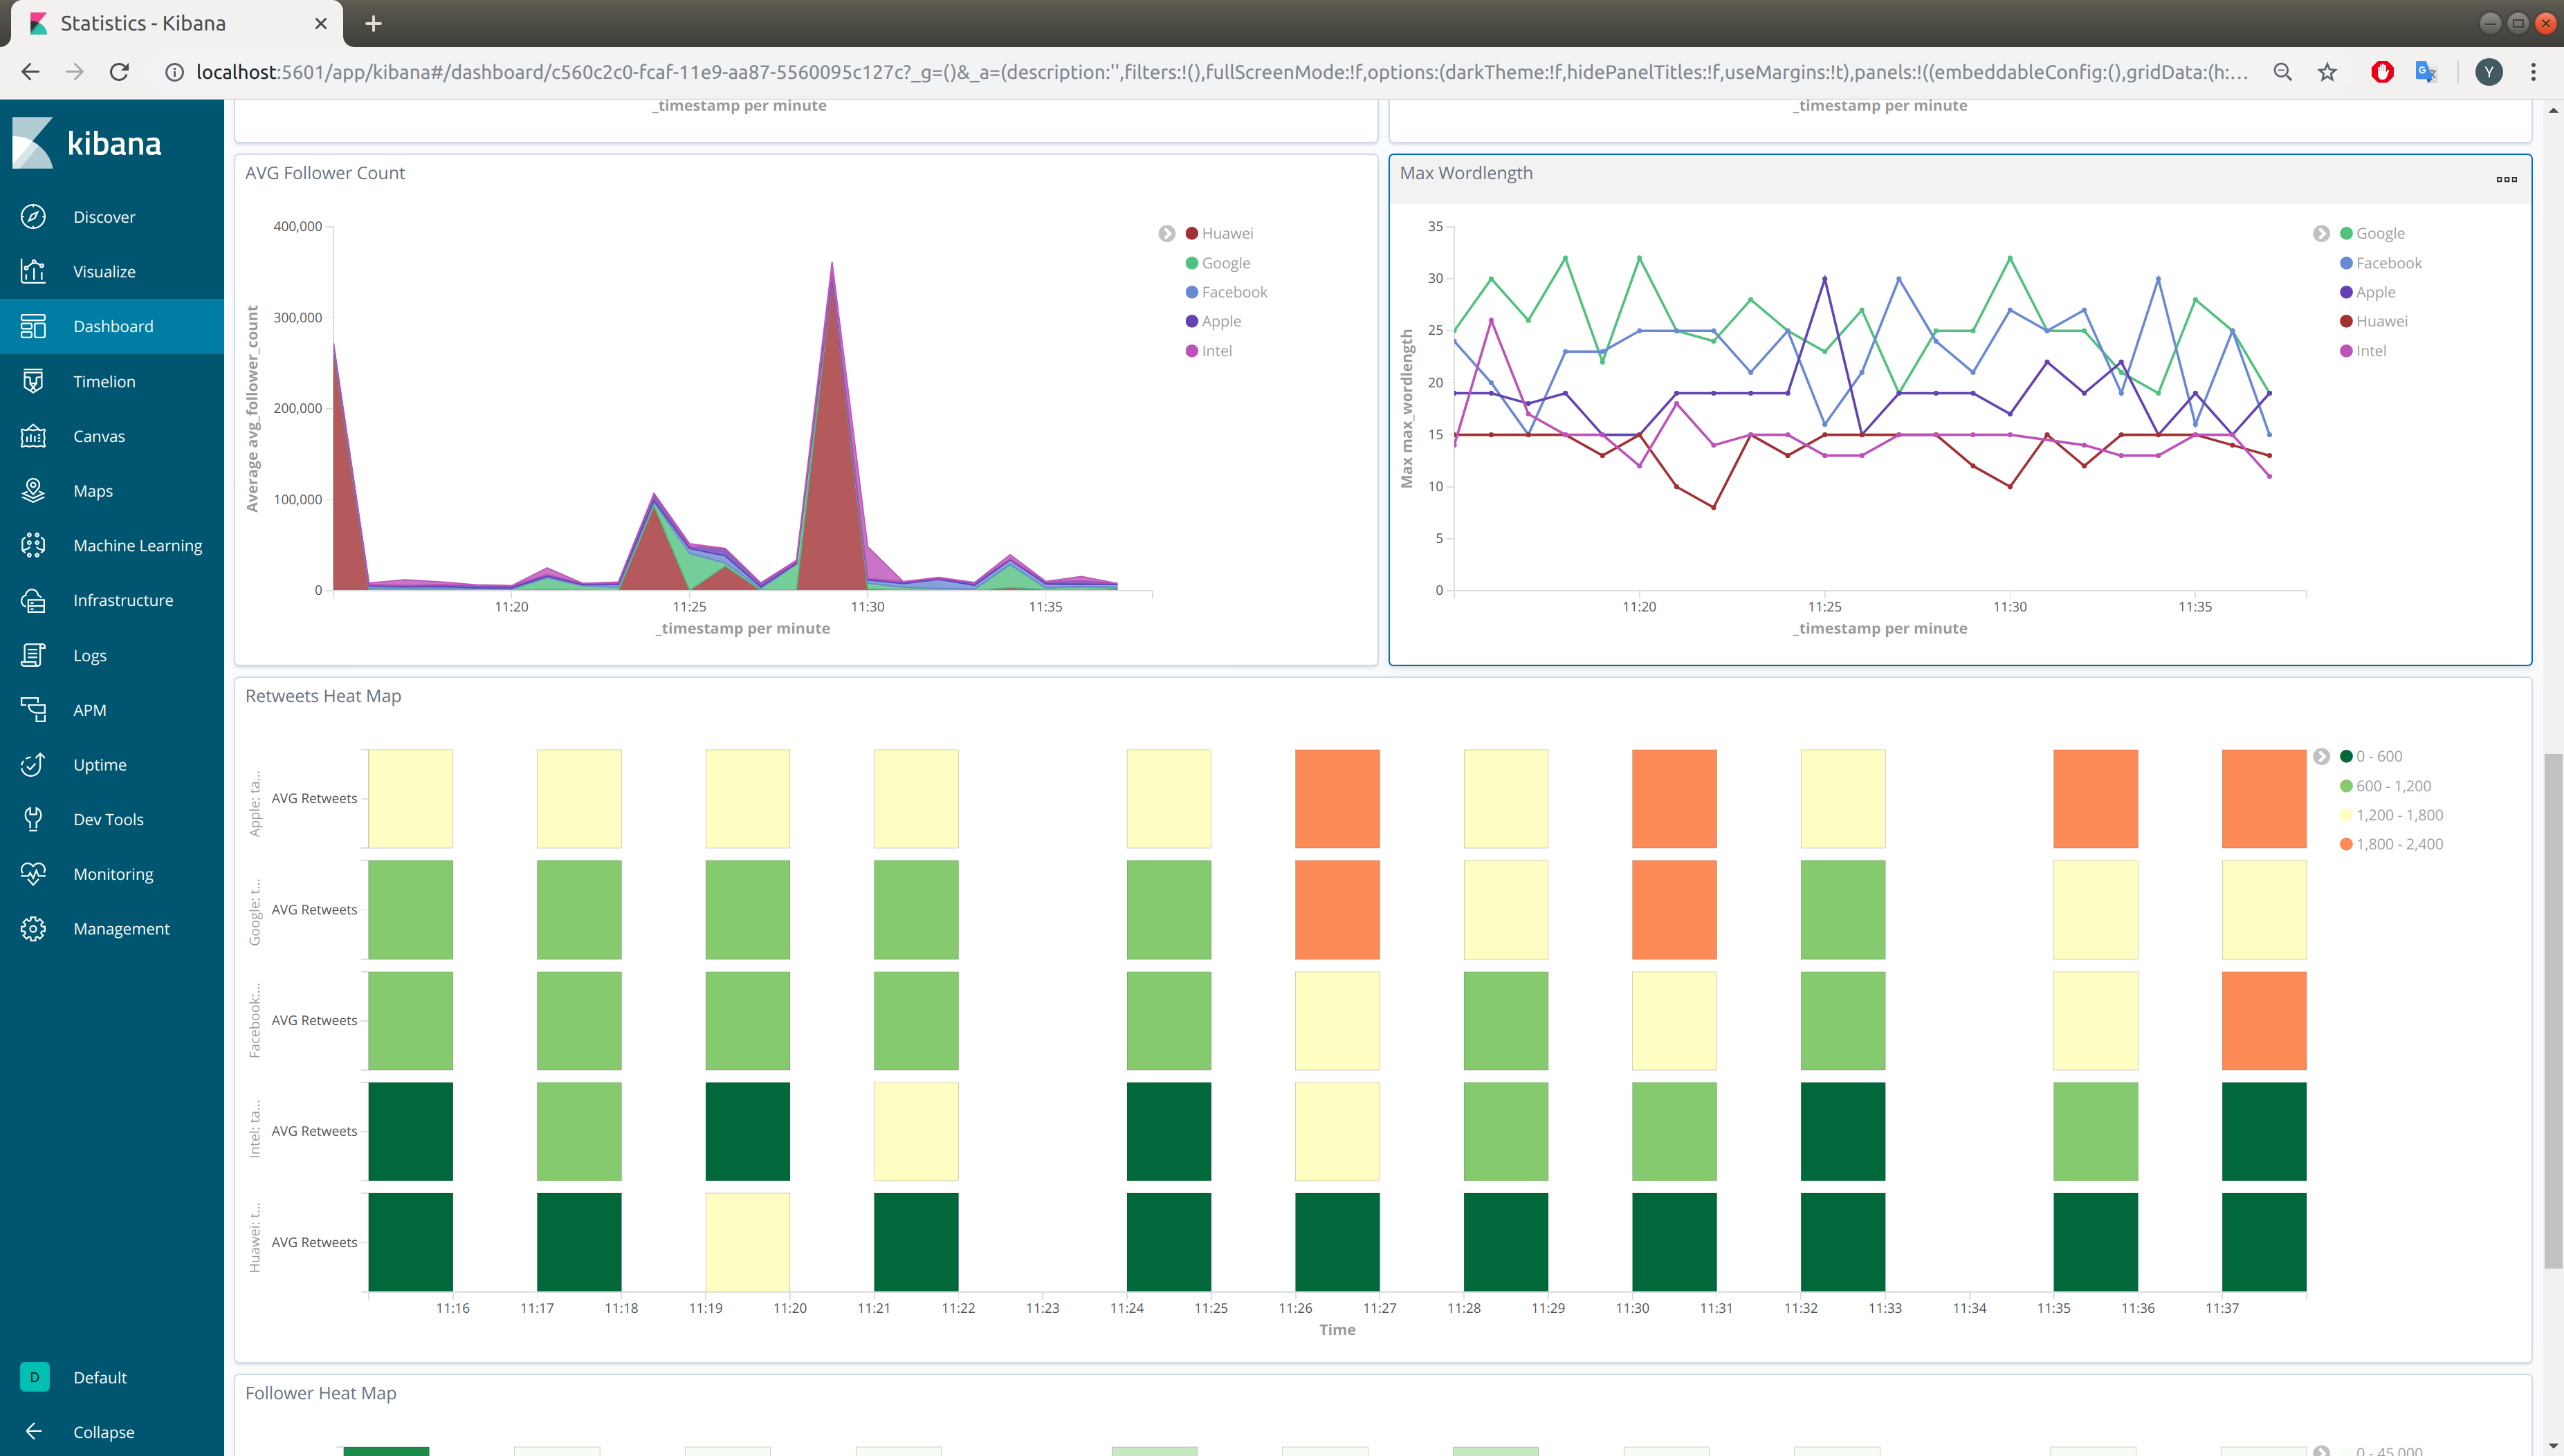 Statistics - Kibana
localhost:5601/app/kibana#/dashboard/c560c2c0-fcaf-11e9-aa87-5560095c127c?_g=()&_a=(description:'',filters:!(),fullScreenMode:!f,options:(darkTheme:!f,hidePanelTitles:!f,useMargins:!t),panels:!((embeddableConfig:(),gridData:(h:...
Y
kibana
Discover
Visualize
Dashboard
Timelion
Canvas
Maps
Machine Learning
Infrastructure
Logs
APM
Uptime
Dev Tools
Monitoring
Management
D Default
Collapse
_timestamp per minute
_timestamp per minute
AVG Follower Count
Average avg_follower_count
400,000
300,000
200,000
100,000
0
11:20 11:25 11:30 11:35
_timestamp per minute
Huawei
Google
Facebook
Apple
Intel
Max Wordlength
Max max_wordlength
35
30
25
20
15
10
5
0
11:20 11:25 11:30 11:35
_timestamp per minute
Google
Facebook
Apple
Huawei
Intel
Retweets Heat Map
Apple: ta... AVG Retweets
Google: t... AVG Retweets
Facebook:... AVG Retweets
Intel: ta... AVG Retweets
Huawei: t... AVG Retweets
11:16 11:17 11:18 11:19 11:20 11:21 11:22 11:23 11:24 11:25 11:26 11:27 11:28 11:29 11:30 11:31 11:32 11:33 11:34 11:35 11:36 11:37
Time
0 - 600
600 - 1,200
1,200 - 1,800
1,800 - 2,400
Follower Heat Map
0 - 45,000